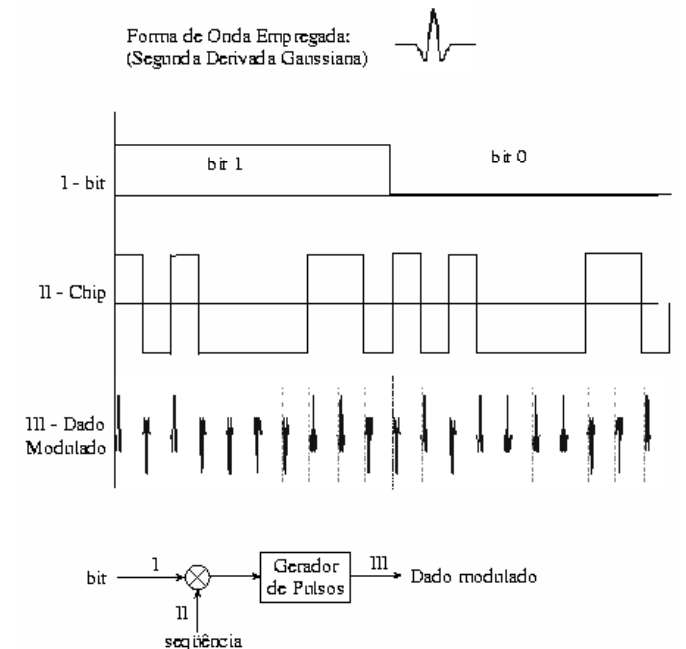 Forma de Onda Empregada:
(Segunda Derivada Gaussiana)
bit 1
bit 0
I - bit
II - Chip
III - Dado
Modulado
bit
I
Gerador
de Pulsos
III
Dado modulado
II
seqüência